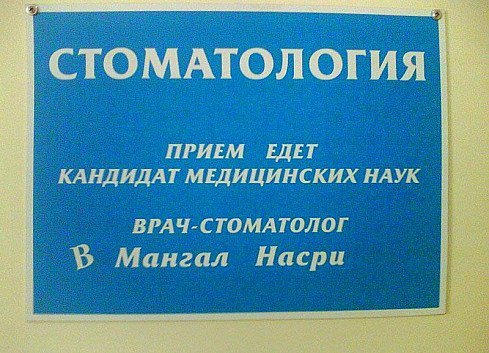 СТОМАТОЛОГИЯ
ПРИЕМ ЕДЕТ
КАНДИДАТ МЕДИЦИНСКИХ НАУК
ВРАЧ-СТОМАТОЛОГ
В Мангал Насри